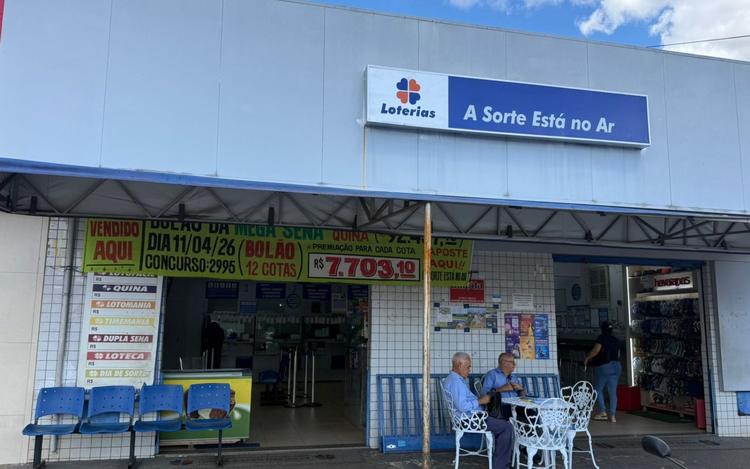 Loterias
A Sorte Está no Ar
VENDIDO
AQUI
BOLÃO DA MEGA SENA QUINA
DIA 11/04/26
CONCURSO:2995
BOLÃO
12 COTAS
PREMIAÇÃO PARA CADA COTA
R$ 7.703,10
APOSTE
AQUI
QUINA
R$
LOTOMANIA
R$
TIMEMANIA
R$
DUPLA SENA
R$
LOTECA
R$
DIA DE SORTE
R$
havaianas